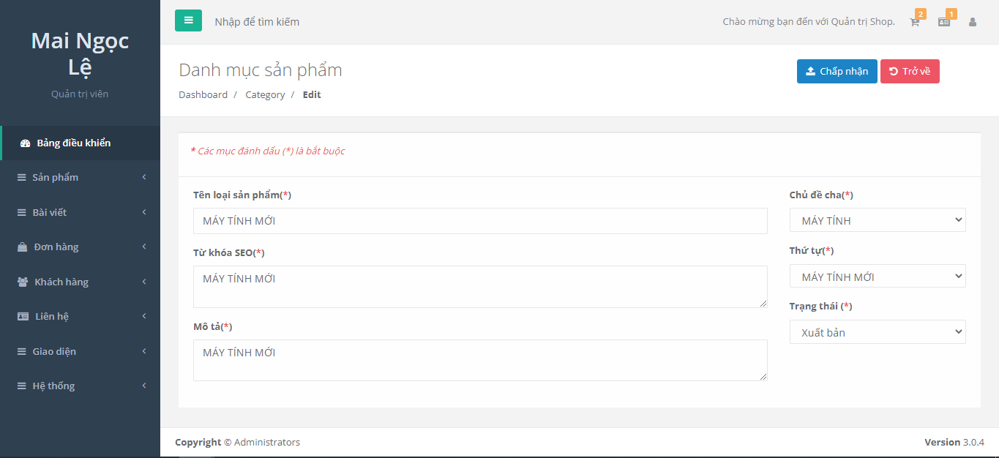 Mai Ngọc
Lệ
Quản trị viên
Bảng điều khiển
Sản phẩm
Bài viết
Đơn hàng
Khách hàng
Liên hệ
Giao diện
Hệ thống
Nhập để tìm kiếm
Chào mừng bạn đến với Quản trị Shop.
2
1
Danh mục sản phẩm
Chấp nhận
Trở về
Dashboard / Category / Edit
* Các mục đánh dấu (*) là bắt buộc
Tên loại sản phẩm(*)
MÁY TÍNH MỚI
Từ khóa SEO(*)
MÁY TÍNH MỚI
Mô tả(*)
MÁY TÍNH MỚI
Chủ đề cha(*)
MÁY TÍNH
Thứ tự(*)
MÁY TÍNH MỚI
Trạng thái (*)
Xuất bản
Copyright © Administrators
Version 3.0.4